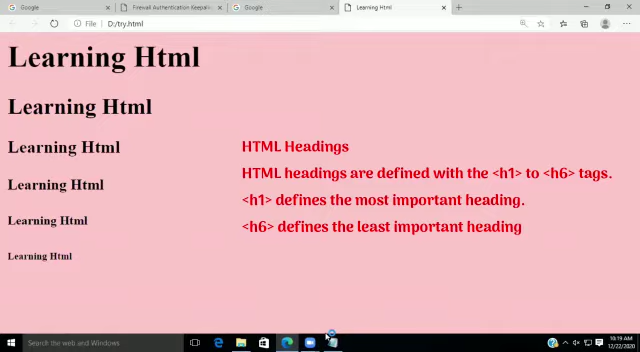 Google
Firewall Authentication Keepaliv
Google
Learning Html
File
D:/try.html
Learning Html
Learning Html
Learning Html
Learning Html
Learning Html
Learning Html
HTML Headings
HTML headings are defined with the <h1> to <h6> tags.
<h1> defines the most important heading.
<h6> defines the least important heading
Search the web and Windows
10:19 AM
12/22/2020